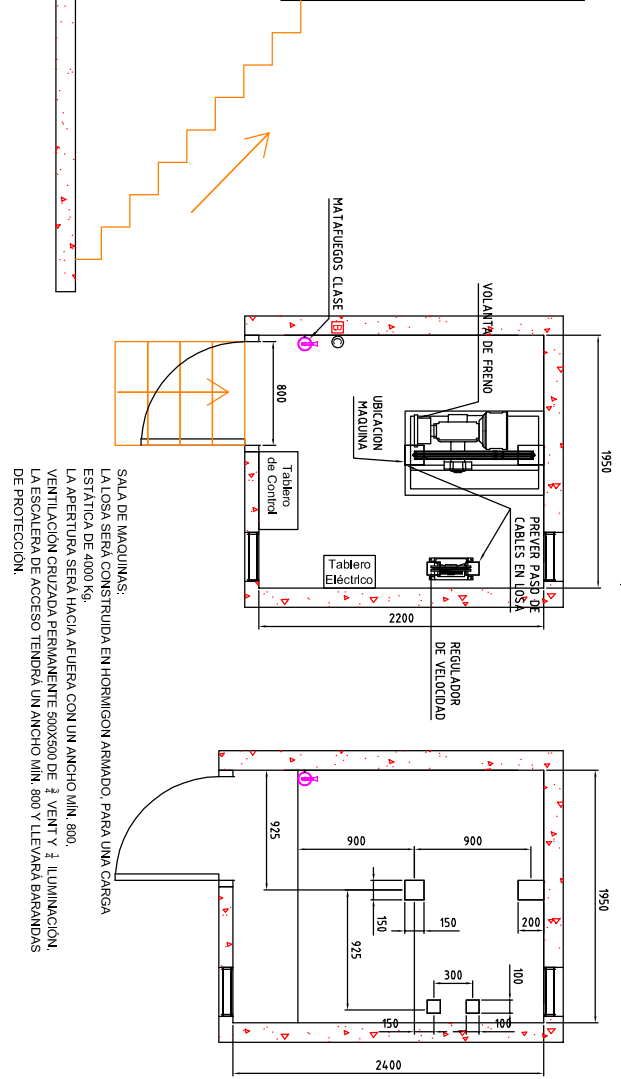 MATAFUEGOS CLASE
B
C
VOLANTA DE FRENO
UBICACION
MAQUINA
PREVER PASO DE
CABLES EN LOSA
1950
800
Tablero
de Control
Tablero
Eléctrico
2200
REGULADOR
DE VELOCIDAD
SALA DE MAQUINAS:
LA LOSA SERÁ CONSTRUIDA EN HORMIGON ARMADO, PARA UNA CARGA
ESTÁTICA DE 4000 Kg.
LA APERTURA SERÁ HACIA AFUERA CON UN ANCHO MÍN. 800.
VENTILACIÓN CRUZADA PERMANENTE 500X500 DE ¾ VENT Y ¼ ILUMINACIÓN.
LA ESCALERA DE ACCESO TENDRÁ UN ANCHO MÍN. 800 Y LLEVARÁ BARANDAS
DE PROTECCIÓN.
1950
925
900
900
150
150
200
925
300
100
150
100
2400